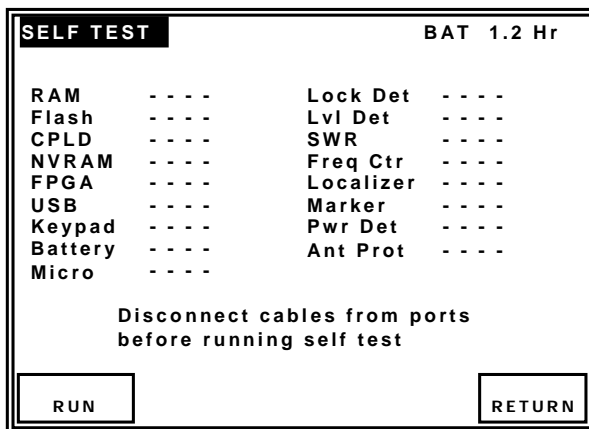 SELF TEST BAT 1.2 Hr
RAM - - - - Lock Det - - - -
Flash - - - - Lvl Det - - - -
CPLD - - - - SWR - - - -
NVRAM - - - - Freq Ctr - - - -
FPGA - - - - Localizer - - - -
USB - - - - Marker - - - -
Keypad - - - - Pwr Det - - - -
Battery - - - - Ant Prot - - - -
Micro - - - -
Disconnect cables from ports
before running self test
RUN RETURN